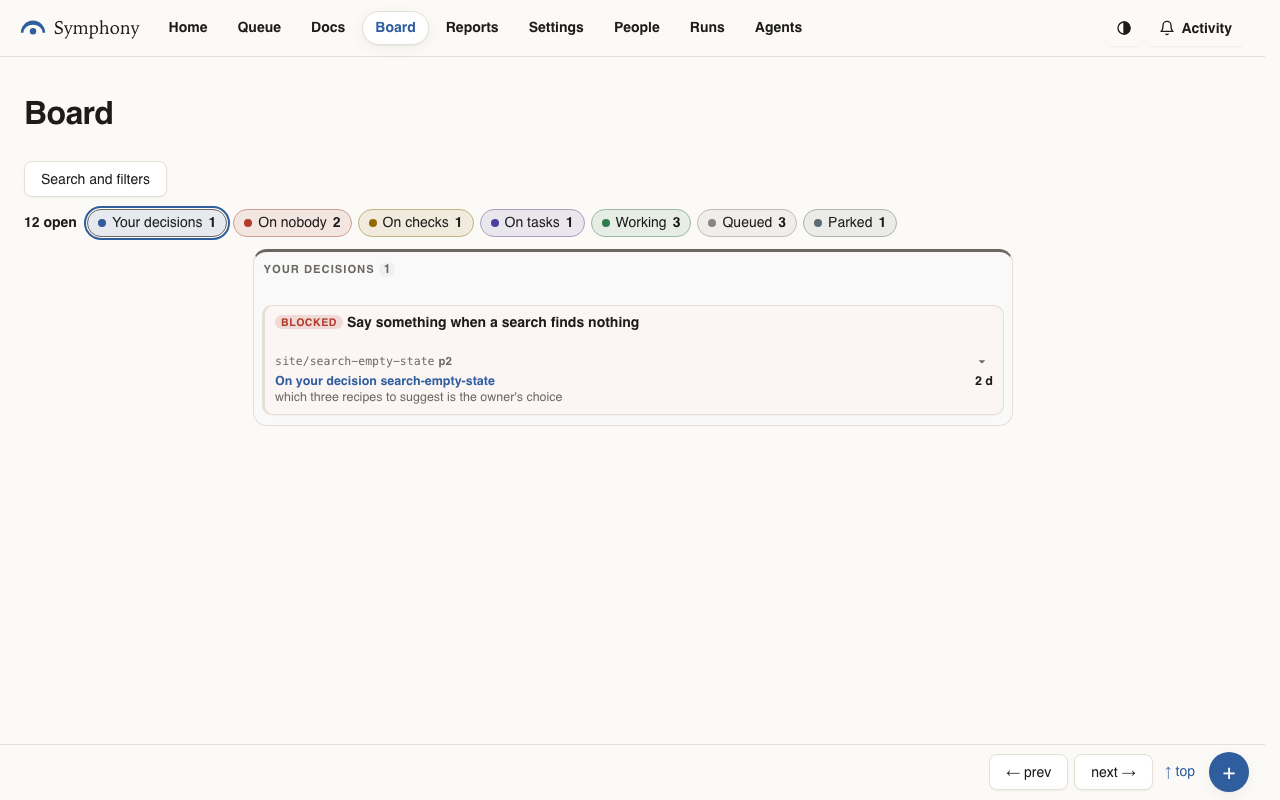 Symphony Home Queue Docs Board Reports Settings People Runs Agents Activity
Board
Search and filters
12 open Your decisions 1 On nobody 2 On checks 1 On tasks 1 Working 3 Queued 3 Parked 1
YOUR DECISIONS 1
BLOCKED Say something when a search finds nothing
site/search-empty-state p2
On your decision search-empty-state 2 d
which three recipes to suggest is the owner's choice
← prev next → ↑ top +